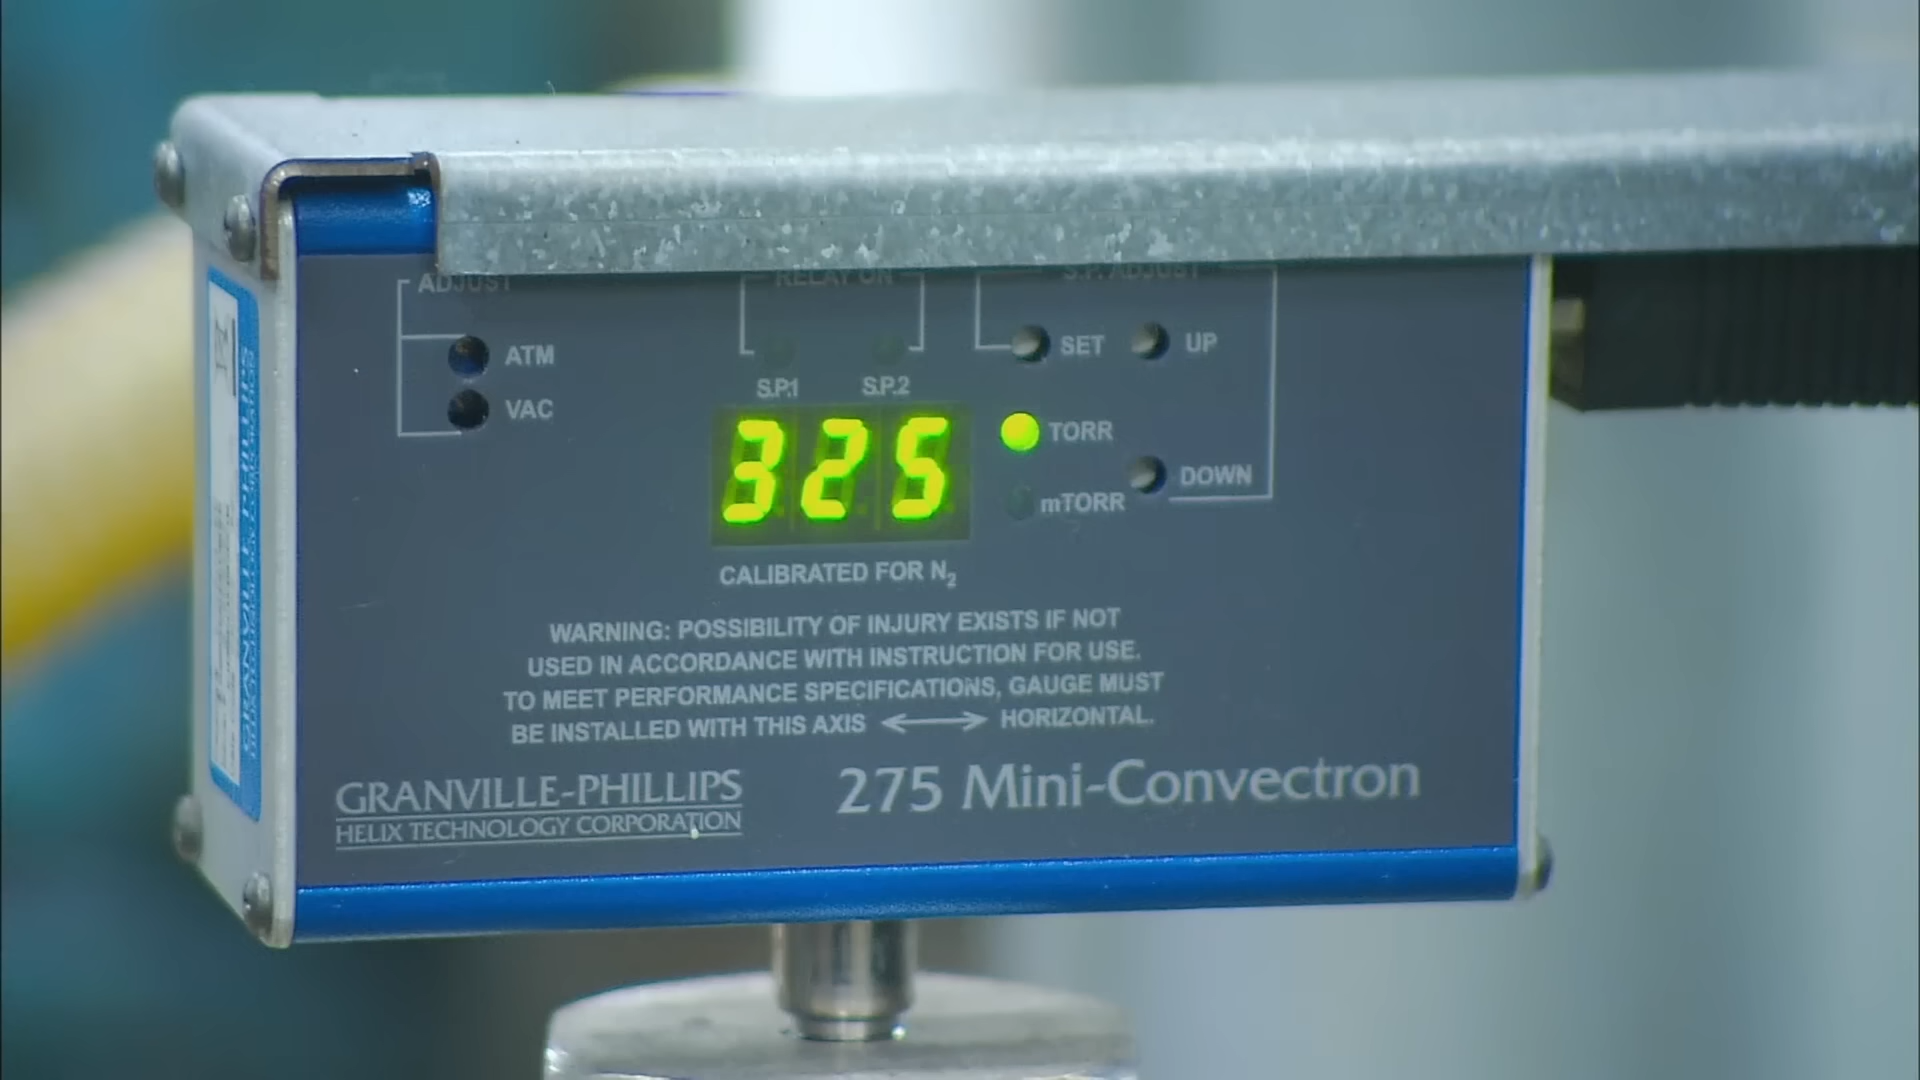 ADJUST
RELAY ON
S.P. ADJUST
ATM
VAC
S.P.1
S.P.2
SET
UP
325
TORR
mTORR
DOWN
CALIBRATED FOR N₂
WARNING: POSSIBILITY OF INJURY EXISTS IF NOT
USED IN ACCORDANCE WITH INSTRUCTION FOR USE.
TO MEET PERFORMANCE SPECIFICATIONS, GAUGE MUST
BE INSTALLED WITH THIS AXIS ⟷ HORIZONTAL.
GRANVILLE-PHILLIPS
HELIX TECHNOLOGY CORPORATION
275 Mini-Convectron
GRANVILLE-PHILLIPS